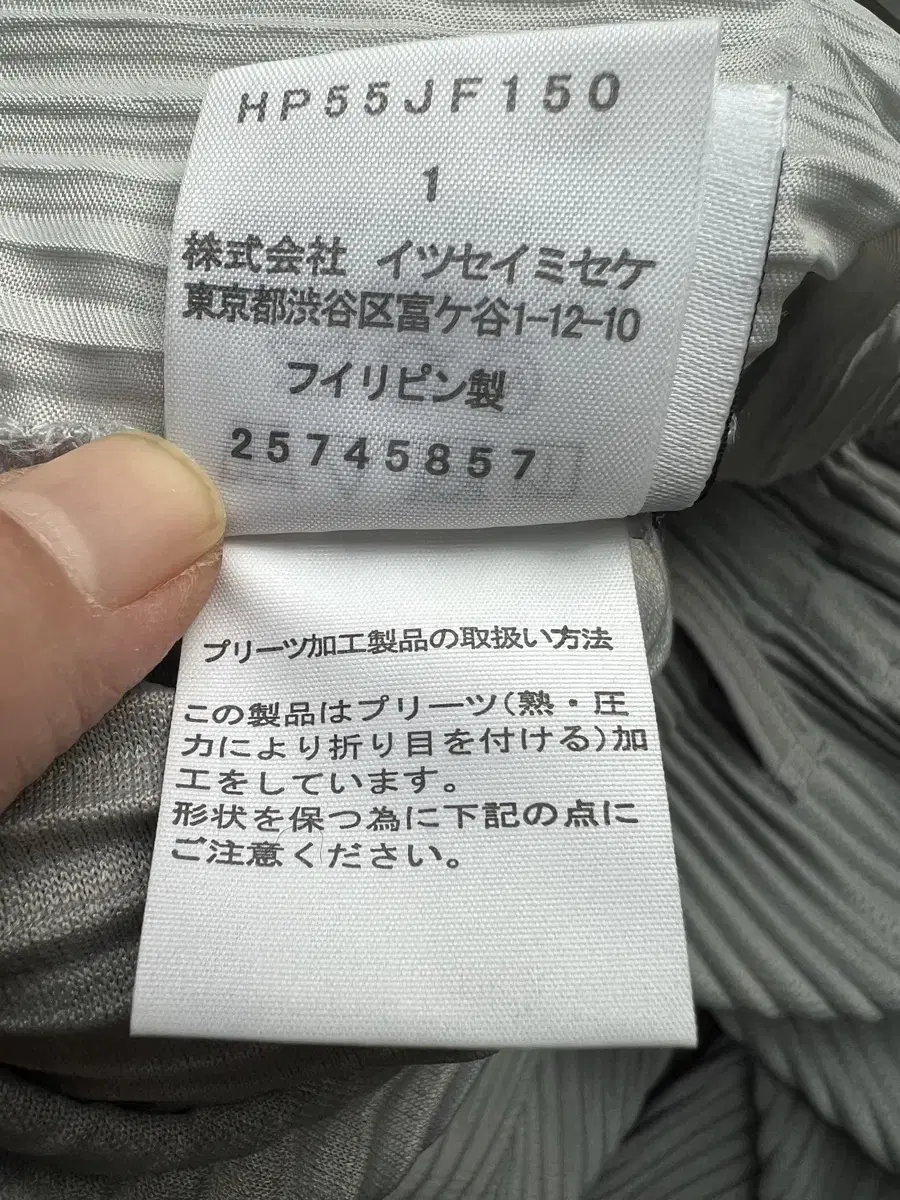 HP55JF150
1
株式会社 イツセイミセケ
東京都渋谷区富ケ谷1-12-10
フイリピン製
25745857
プリーツ加工製品の取扱い方法
この製品はプリーツ(熟・圧
力により折り目を付ける)加
工をしています。
形状を保つ為に下記の点に
ご注意ください。